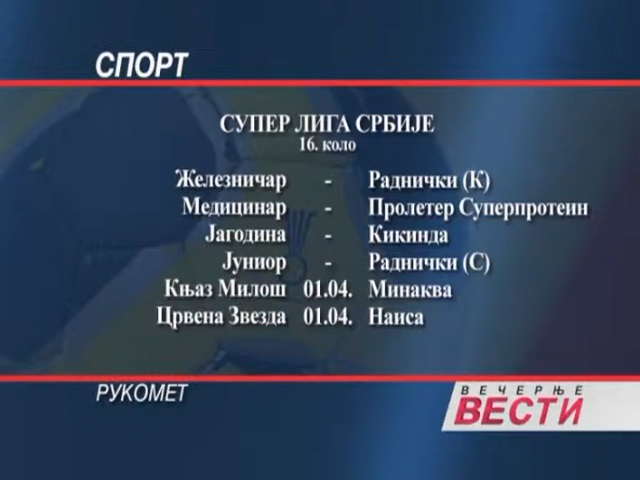 СПОРТ
СУПЕР ЛИГА СРБИЈЕ
16. коло
Железничар - Раднички (К)
Медицинар - Пролетер Суперпротеин
Јагодина - Кикинда
Јуниор - Раднички (С)
Књаз Милош 01.04. Минаква
Црвена Звезда 01.04. Наиса
РУКОМЕТ
ВЕЧЕРЊЕ
ВЕСТИ